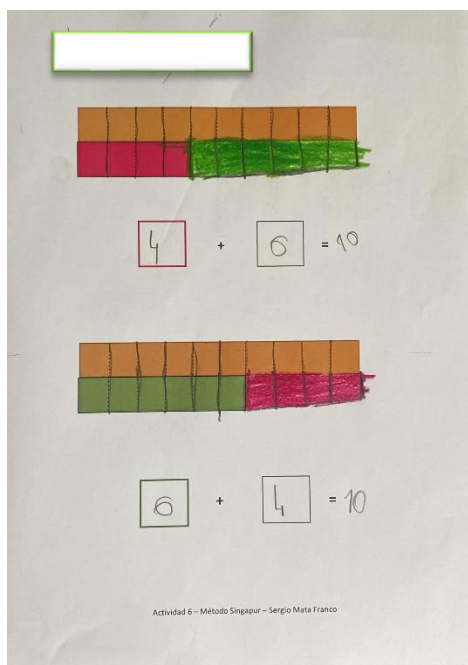 4 + 6 = 10
6 + 4 = 10
Actividad 6 – Método Singapur – Sergio Mata Franco